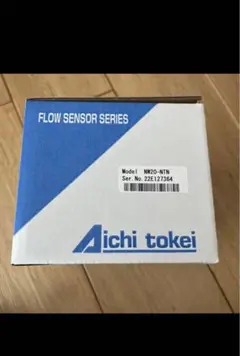 FLOW SENSOR SERIES
Model NW20-NTN
Ser.No.22E127364
Aichi tokei